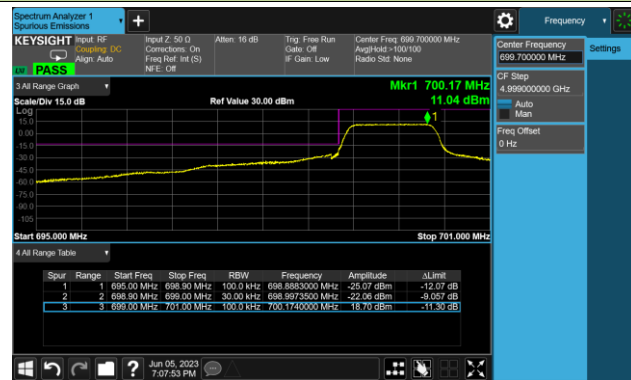 Spectrum Analyzer 1
Spurious Emissions
Frequency
KEYSIGHT Input: RF Input Z: 50 Ω Atten: 16 dB Trig: Free Run Center Freq: 699.700000 MHz
Coupling: DC Corrections: On Gate: Off Avg|Hold:>100/100
Align: Auto Freq Ref: Int (S) IF Gain: Low Radio Std: None
NFE: Off
PASS
Center Frequency
699.700000 MHz
Settings
CF Step
4.999000000 GHz
Auto
Man
Freq Offset
0 Hz
3 All Range Graph
Mkr1 700.17 MHz
Scale/Div 15.0 dB Ref Value 30.00 dBm 11.04 dBm
Log
15.0
0.00
-15.0
-30.0
-45.0
-60.0
-75.0
-90.0
-105
1
Start 695.000 MHz Stop 701.000 MHz
4 All Range Table
Spur Range Start Freq Stop Freq RBW Frequency Amplitude ΔLimit
1 1 695.00 MHz 698.90 MHz 100.0 kHz 698.8883000 MHz -25.07 dBm -12.07 dB
2 2 698.90 MHz 699.00 MHz 30.00 kHz 698.9973500 MHz -22.06 dBm -9.057 dB
3 3 699.00 MHz 701.00 MHz 100.0 kHz 700.1740000 MHz 18.70 dBm -11.30 dB
?
Jun 05, 2023
7:07:53 PM